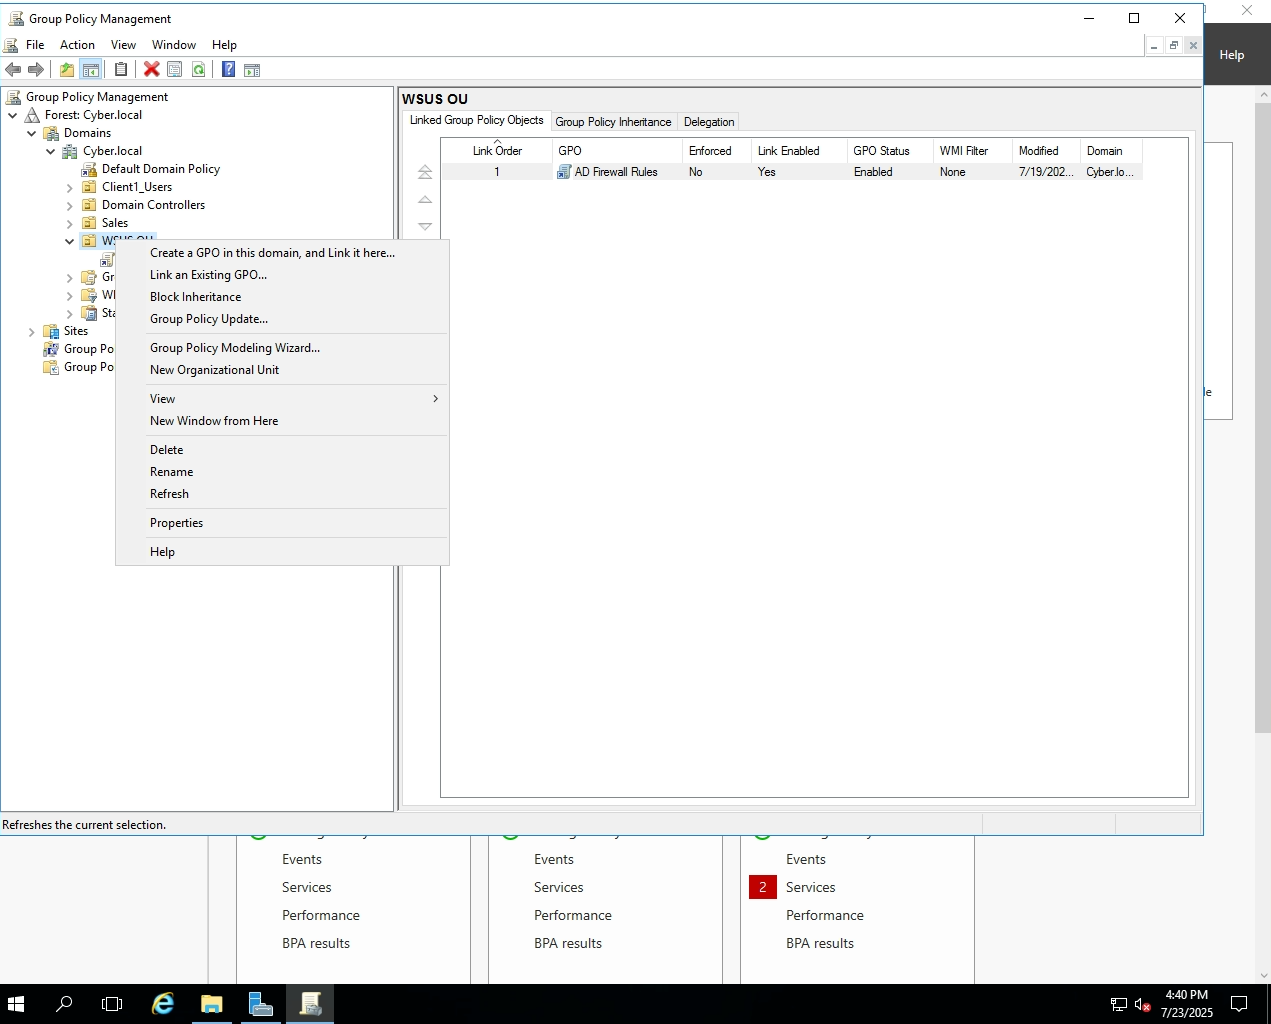 Group Policy Management
File Action View Window Help
Help
Group Policy Management
Forest: Cyber.local
Domains
Cyber.local
Default Domain Policy
Client1_Users
Domain Controllers
Sales
WSUS OU
Gr
WI
Sta
Sites
Group Po
Group Po
Create a GPO in this domain, and Link it here...
Link an Existing GPO...
Block Inheritance
Group Policy Update...
Group Policy Modeling Wizard...
New Organizational Unit
View
New Window from Here
Delete
Rename
Refresh
Properties
Help
WSUS OU
Linked Group Policy Objects Group Policy Inheritance Delegation
Link Order GPO Enforced Link Enabled GPO Status WMI Filter Modified Domain
1 AD Firewall Rules No Yes Enabled None 7/19/202... Cyber.lo...
Refreshes the current selection.
Events Events Events
Services Services 2 Services
Performance Performance Performance
BPA results BPA results BPA results
4:40 PM
7/23/2025